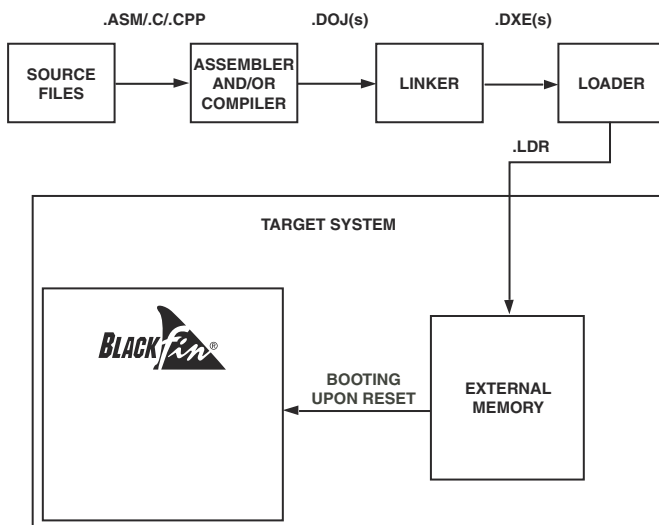 .ASM/.C/.CPP
.DOJ(s)
.DXE(s)
SOURCE
FILES
ASSEMBLER
AND/OR
COMPILER
LINKER
LOADER
.LDR
TARGET SYSTEM
BLACKfin®
BOOTING
UPON RESET
EXTERNAL
MEMORY